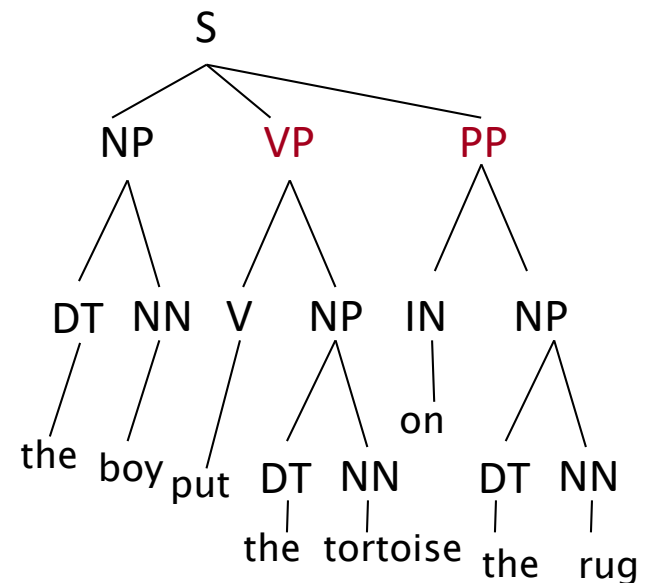 S
NP VP PP
DT NN V NP IN NP
on
the boy put DT NN DT NN
the tortoise the rug